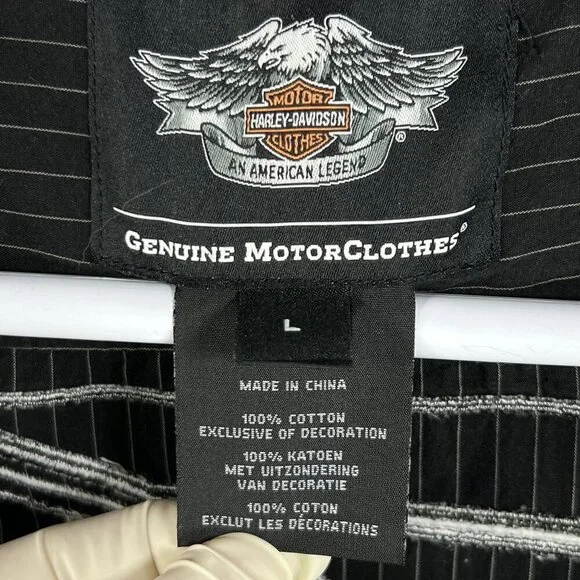 MOTOR
HARLEY-DAVIDSON
CLOTHES
®
AN AMERICAN LEGEND
GENUINE MOTORCLOTHES®
L
MADE IN CHINA
100% COTTON
EXCLUSIVE OF DECORATION
100% KATOEN
MET UITZONDERING
VAN DECORATIE
100% COTON
EXCLUT LES DÉCORATIONS